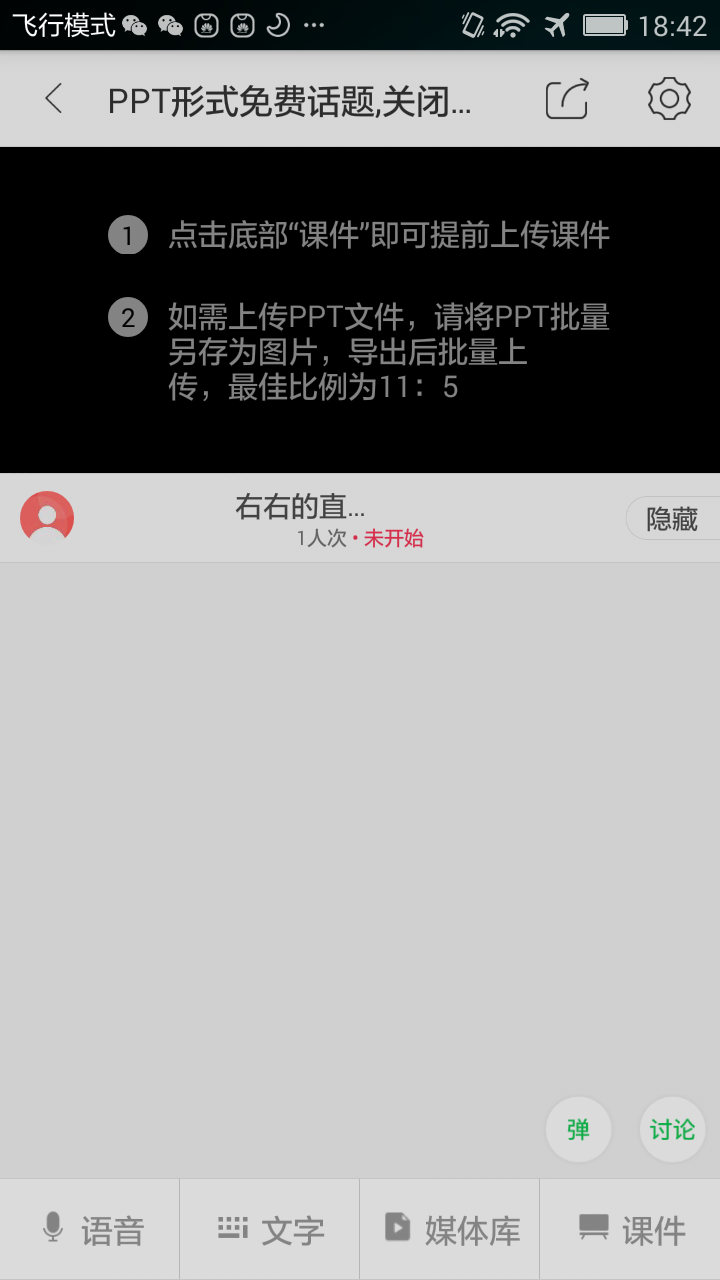 飞行模式 ··· 18:42
PPT形式免费话题,关闭...
1 点击底部“课件”即可提前上传课件
2 如需上传PPT文件，请将PPT批量
另存为图片，导出后批量上
传，最佳比例为11：5
右右的直...
1人次 • 未开始
隐藏
弹 讨论
语音 文字 媒体库 课件